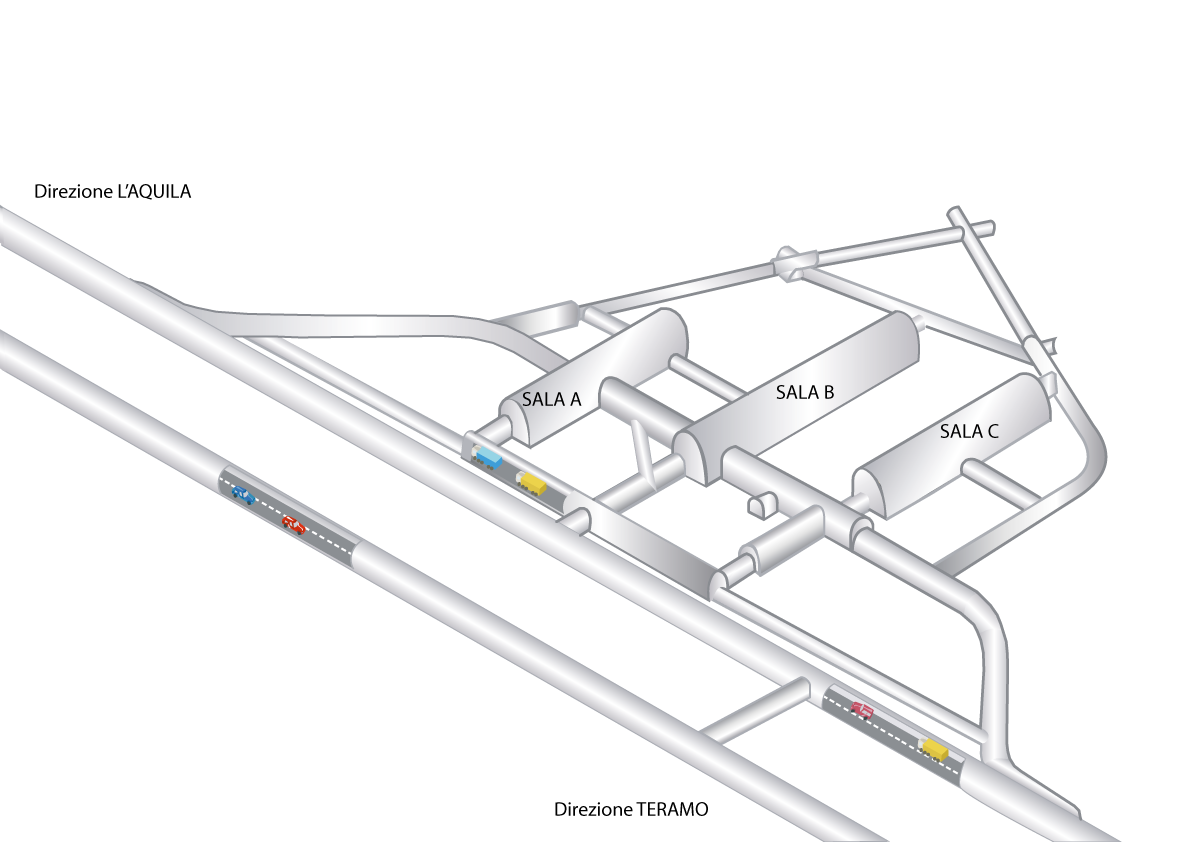 Direzione L'AQUILA
SALA A
SALA B
SALA C
Direzione TERAMO